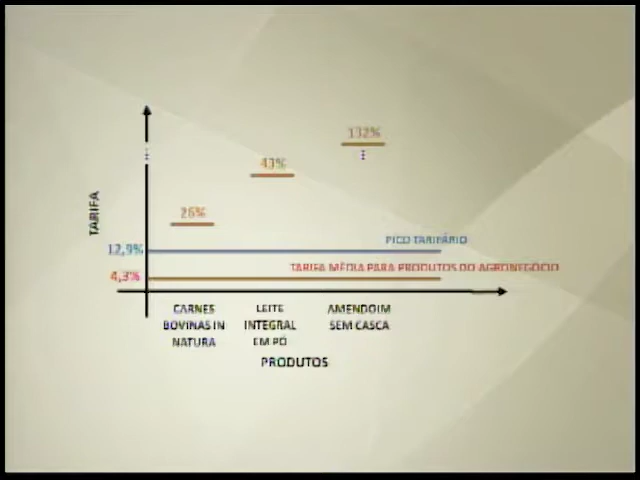 132%
43%
TARIFA
26%
PICO TARIFÁRIO
12,9%
TARIFA MÉDIA PARA PRODUTOS DO AGRONEGÓCIO
4,3%
CARNES
BOVINAS IN
NATURA
LEITE
INTEGRAL
EM PÓ
AMENDOIM
SEM CASCA
PRODUTOS